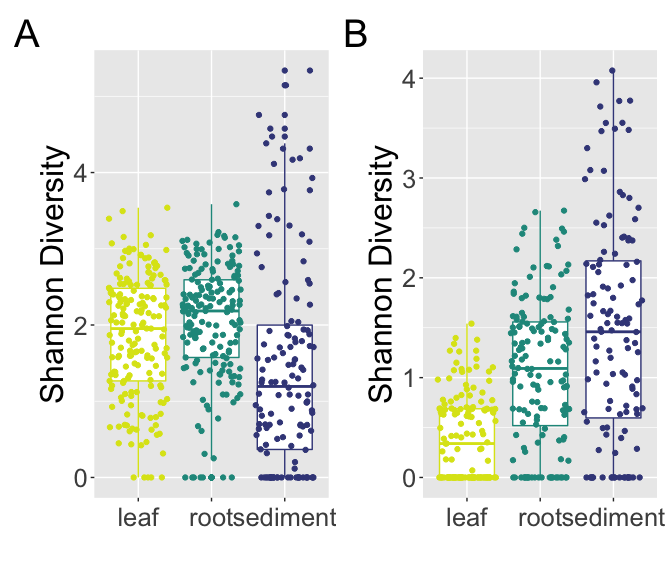 A
Shannon Diversity
4
2
0
leaf
root
sediment
B
Shannon Diversity
4
3
2
1
0
leaf
root
sediment